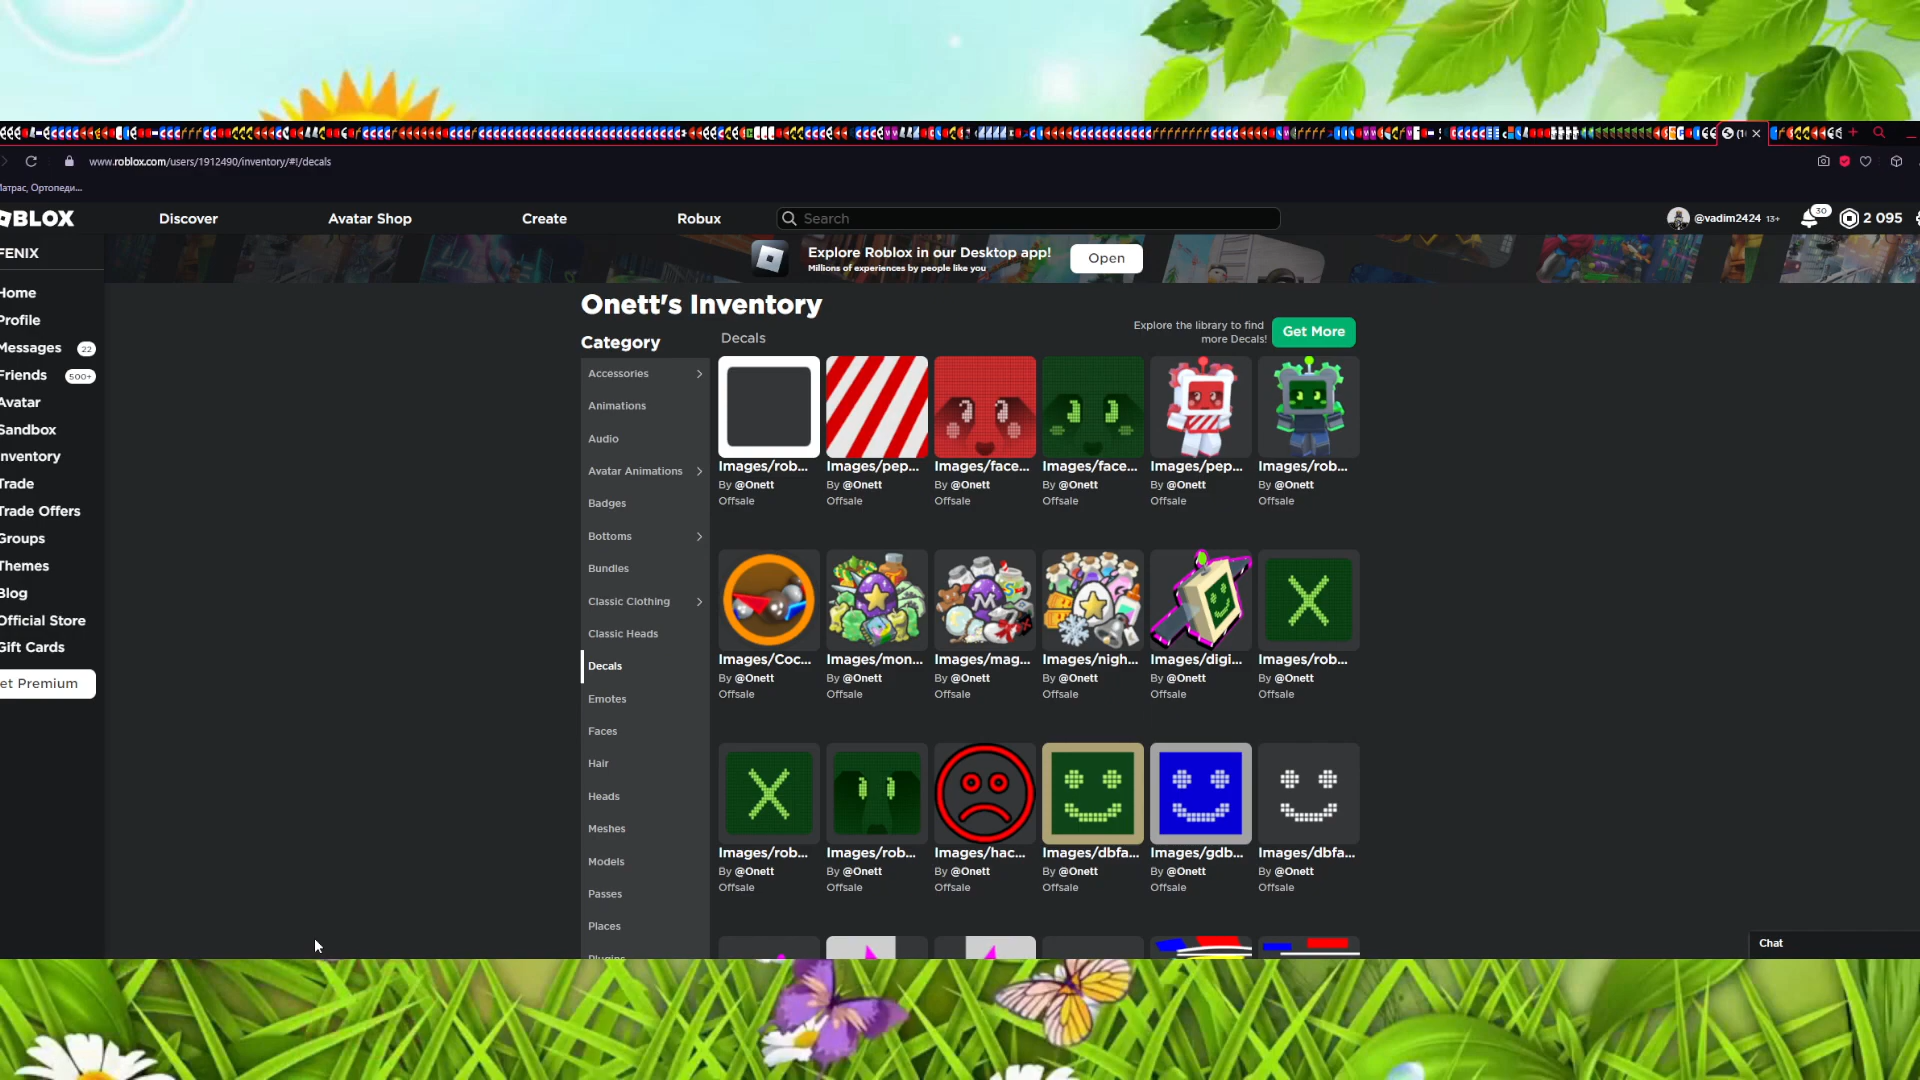 www.roblox.com/users/1912490/inventory/#!/decals
Матрас, Ортопеди...
BLOX
Discover
Avatar Shop
Create
Robux
Search
@vadim2424 13+
30
2 095
FENIX
Explore Roblox in our Desktop app!
Millions of experiences by people like you
Open
Home
Profile
Messages 22
Friends 500+
Avatar
Sandbox
Inventory
Trade
Trade Offers
Groups
Themes
Blog
Official Store
Gift Cards
et Premium
Onett's Inventory
Category
Accessories
Animations
Audio
Avatar Animations
Badges
Bottoms
Bundles
Classic Clothing
Classic Heads
Decals
Emotes
Faces
Hair
Heads
Meshes
Models
Passes
Places
Plugins
Decals
Explore the library to find
more Decals!
Get More
Images/rob... Images/pep... Images/face... Images/face... Images/pep... Images/rob...
By @Onett By @Onett By @Onett By @Onett By @Onett By @Onett
Offsale Offsale Offsale Offsale Offsale Offsale
M
Images/Coc... Images/mon... Images/mag... Images/nigh... Images/digi... Images/rob...
By @Onett By @Onett By @Onett By @Onett By @Onett By @Onett
Offsale Offsale Offsale Offsale Offsale Offsale
Images/rob... Images/rob... Images/hac... Images/dbfa... Images/gdb... Images/dbfa...
By @Onett By @Onett By @Onett By @Onett By @Onett By @Onett
Offsale Offsale Offsale Offsale Offsale Offsale
Chat